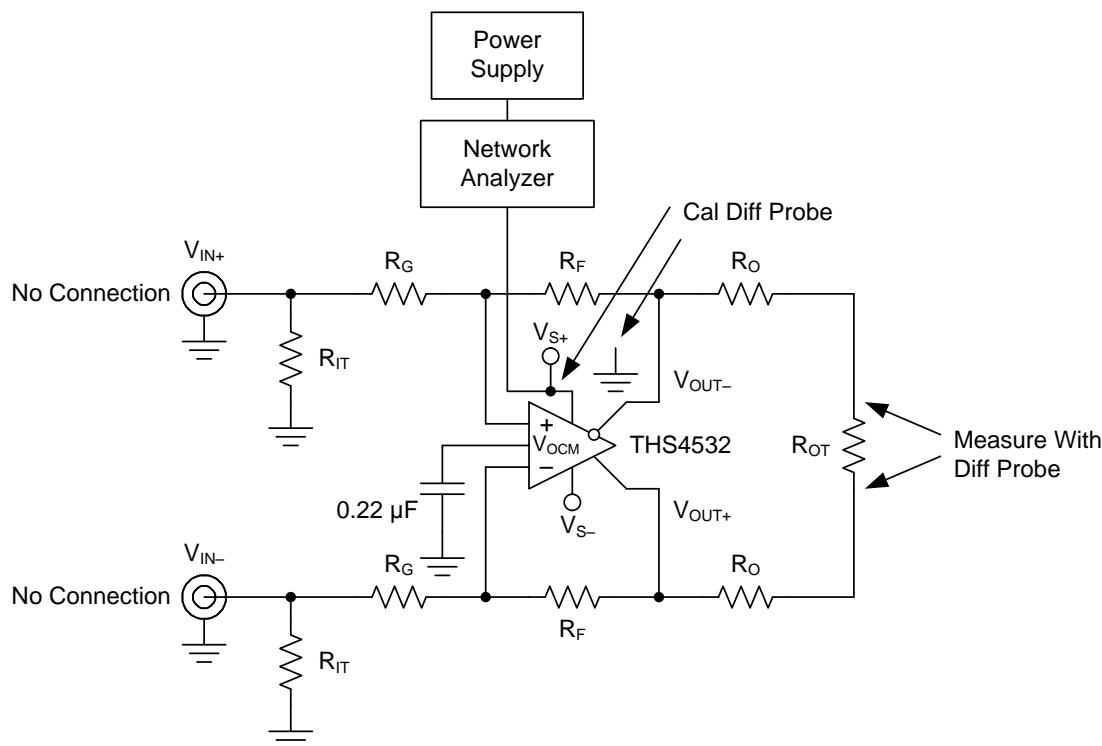 Power
Supply
Network
Analyzer
Cal Diff Probe
V_IN+
R_G
R_F
R_O
No Connection
V_S+
R_IT
V_OUT–
+
V_OCM
THS4532
R_OT
Measure With
Diff Probe
–
0.22 µF
V_S–
V_OUT+
V_IN–
R_G
R_O
No Connection
R_F
R_IT